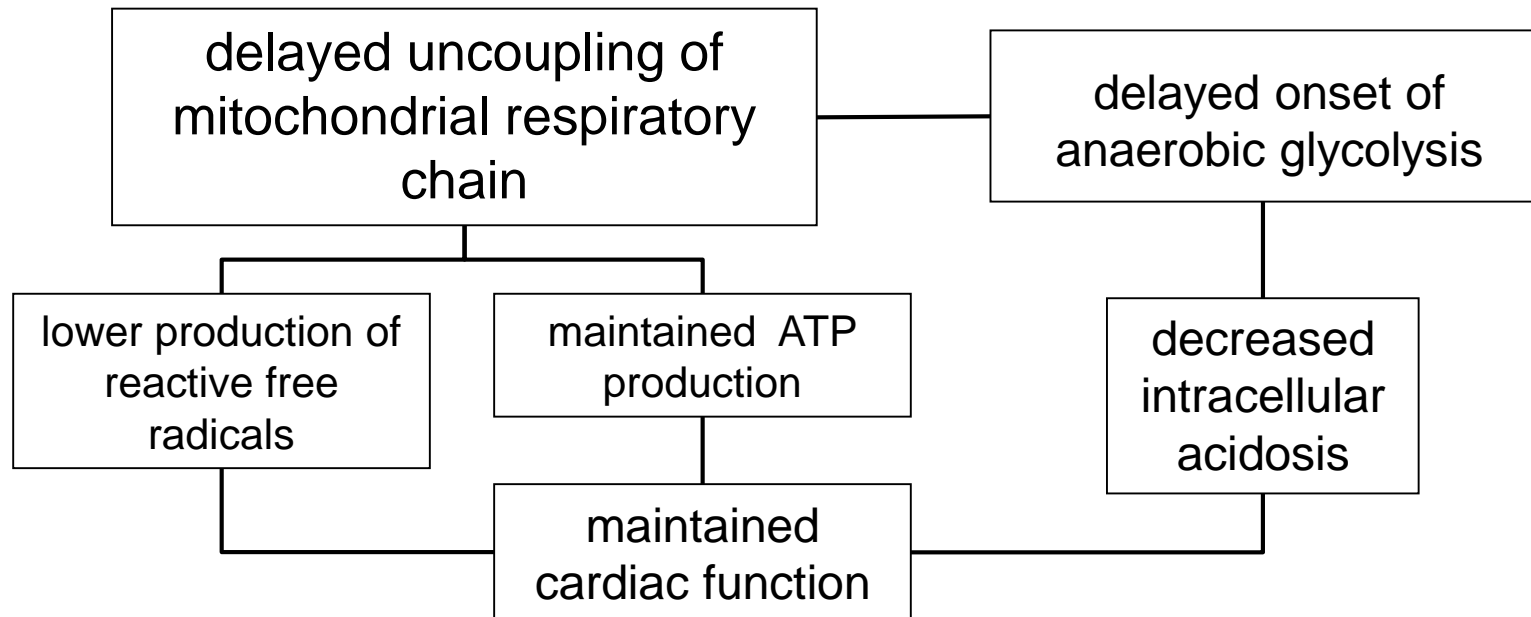 delayed uncoupling of
mitochondrial respiratory
chain
delayed onset of
anaerobic glycolysis
lower production of
reactive free
radicals
maintained ATP
production
decreased
intracellular
acidosis
maintained
cardiac function